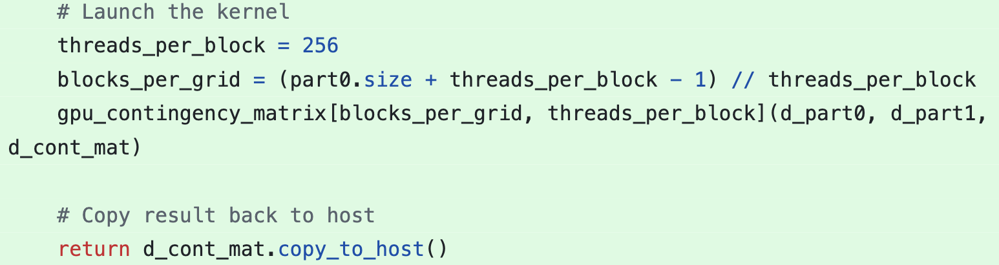 # Launch the kernel
threads_per_block = 256
blocks_per_grid = (part0.size + threads_per_block - 1) // threads_per_block
gpu_contingency_matrix[blocks_per_grid, threads_per_block](d_part0, d_part1,
d_cont_mat)
# Copy result back to host
return d_cont_mat.copy_to_host()